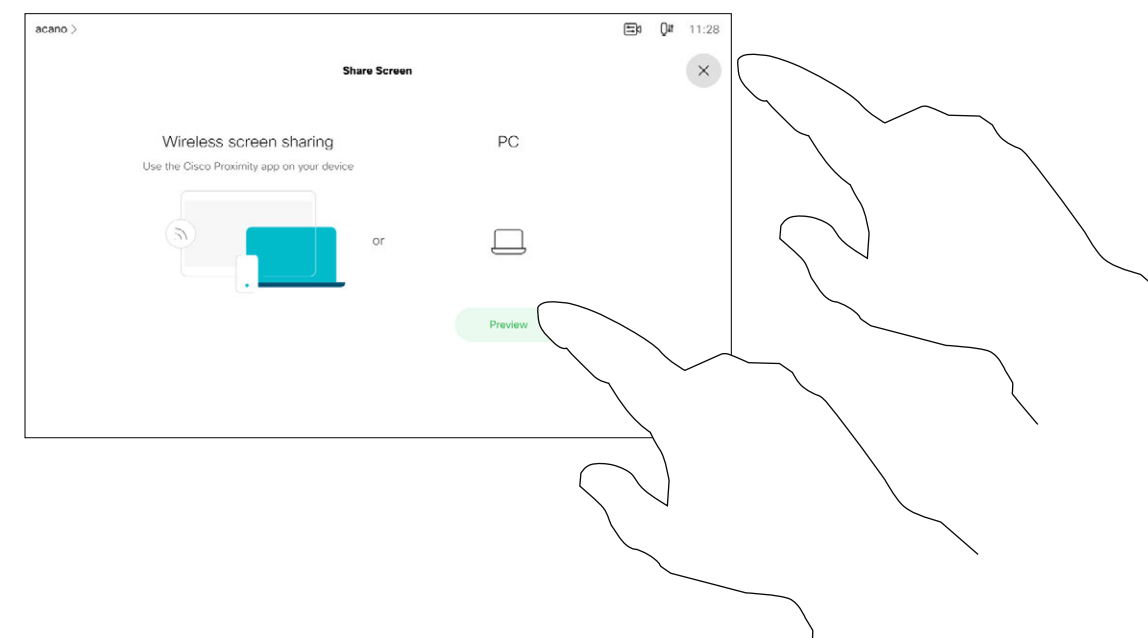 acano >
11:28
Share Screen
Wireless screen sharing
PC
Use the Cisco Proximity app on your device
or
Preview